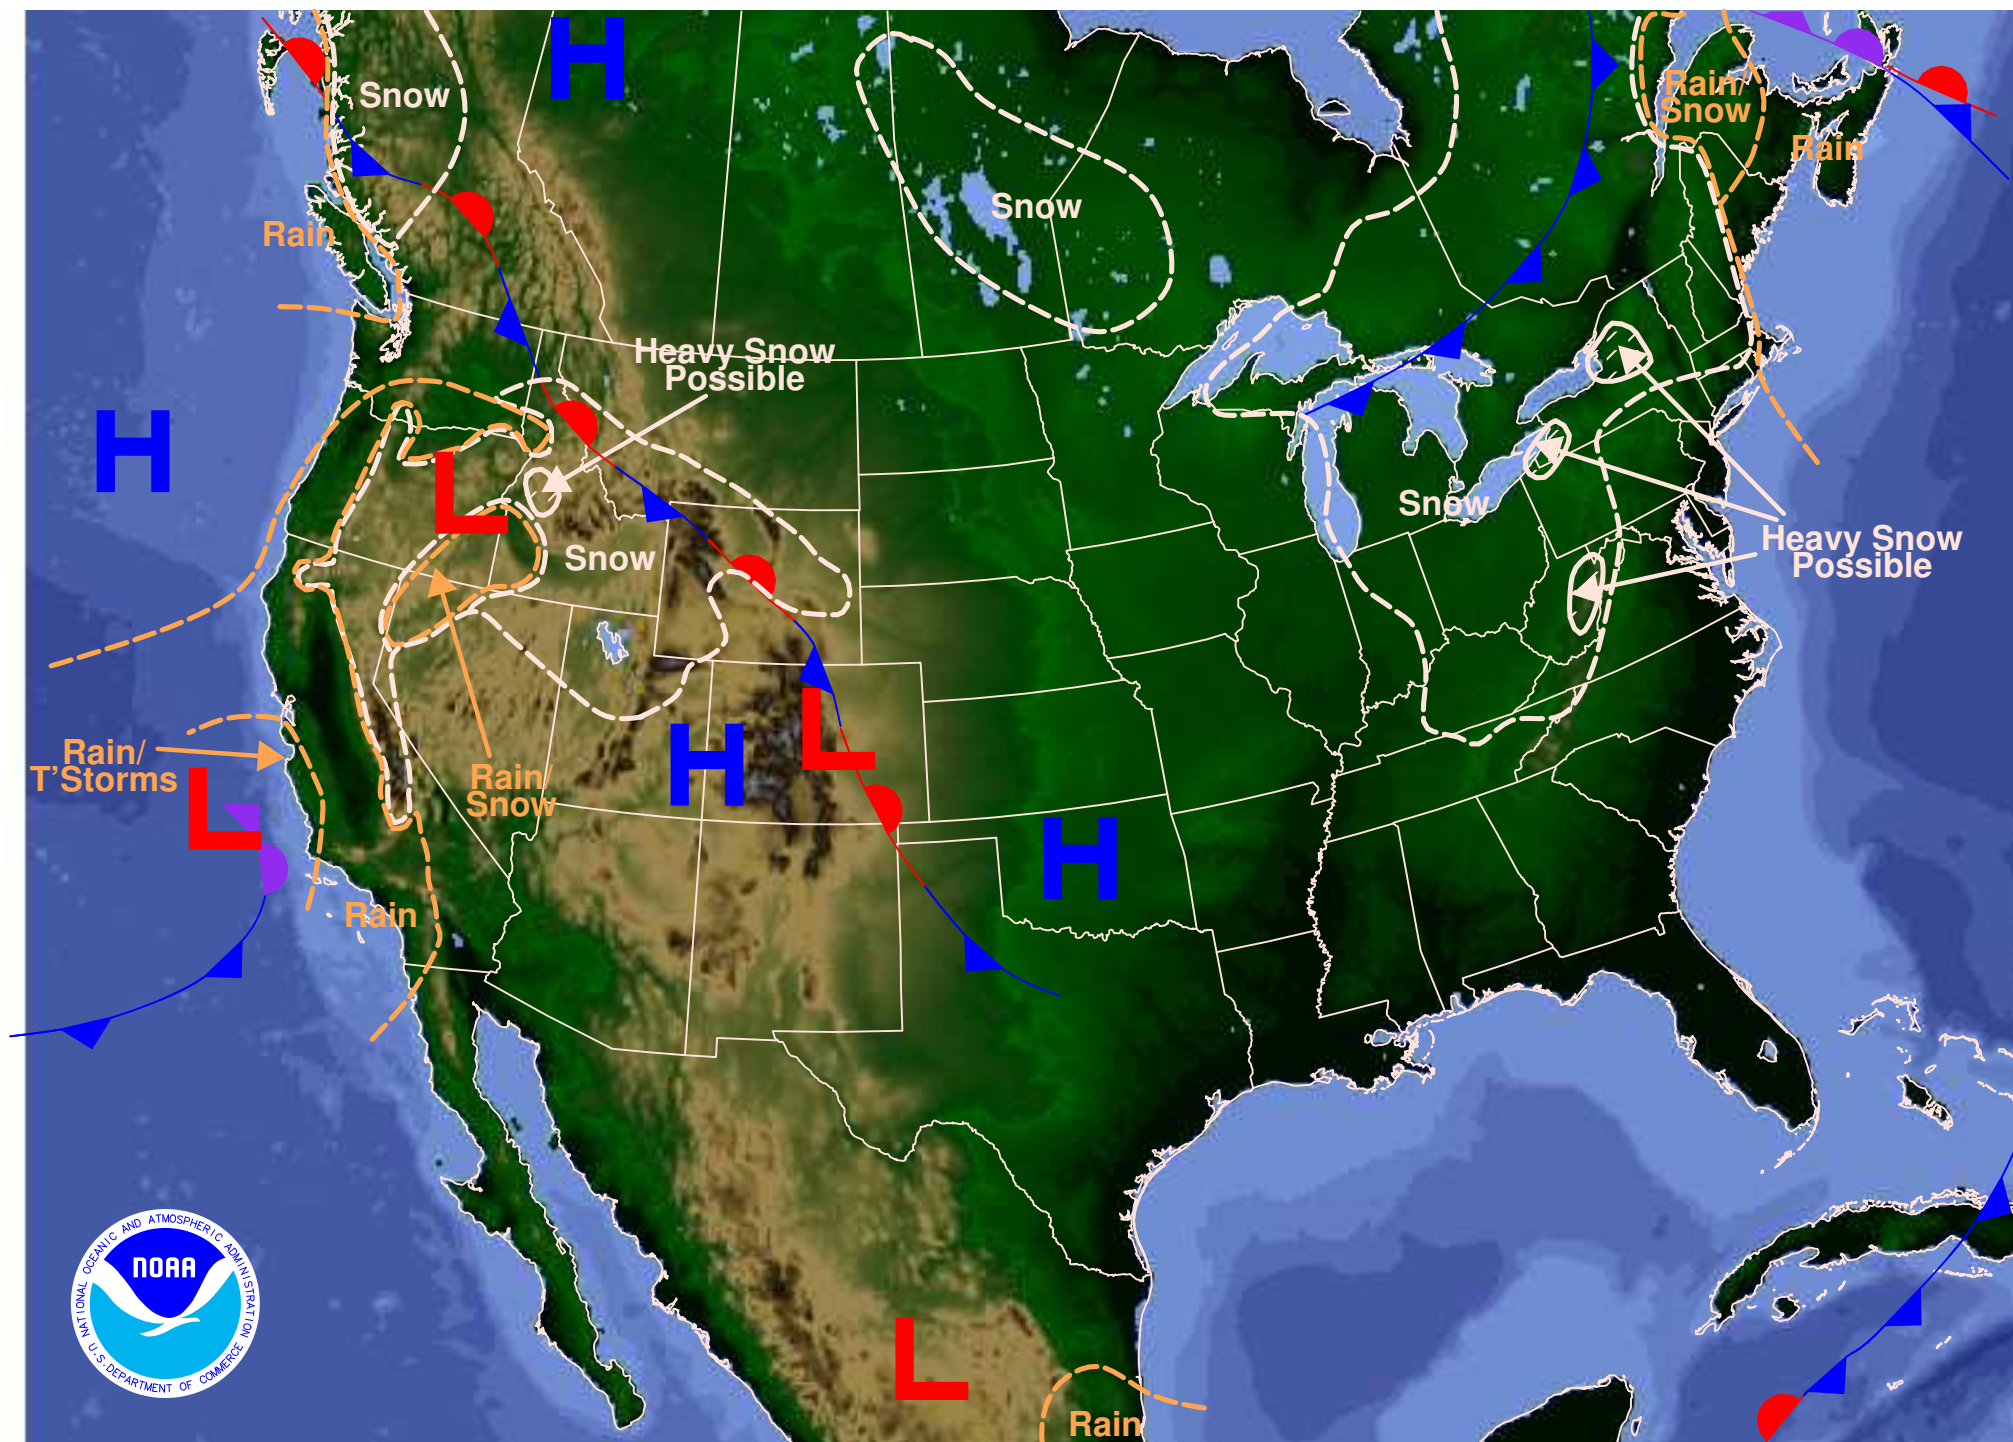 H
Snow
Rain/
Snow
Rain
Snow
Rain
Heavy Snow
Possible
H
L
Snow
Snow
Heavy Snow
Possible
Rain/
T'Storms
L
Rain/
Snow
H
L
H
Rain
L
Rain
NATIONAL OCEANIC AND ATMOSPHERIC ADMINISTRATION
NOAA
U.S. DEPARTMENT OF COMMERCE